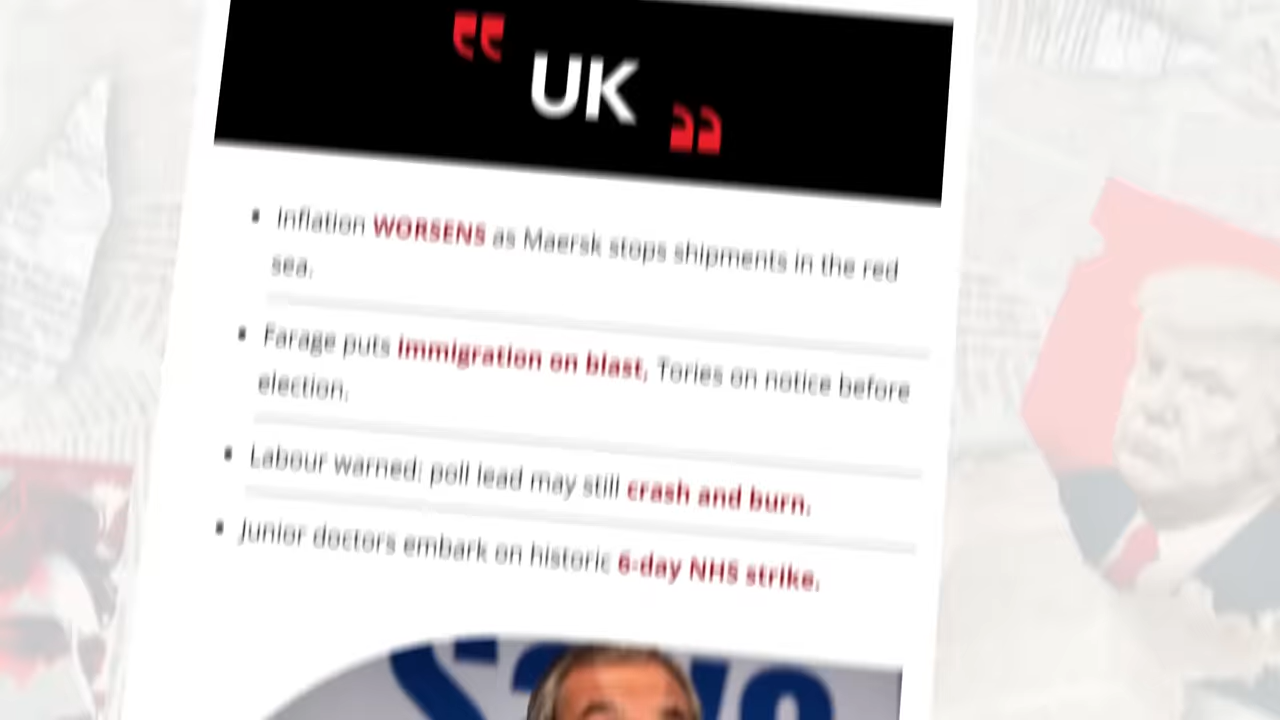 " UK "
Inflation WORSENS as Maersk stops shipments in the red
sea.
Farage puts immigration on blast, Tories on notice before
election.
Labour warned: poll lead may still crash and burn.
Junior doctors embark on historic 6-day NHS strike.